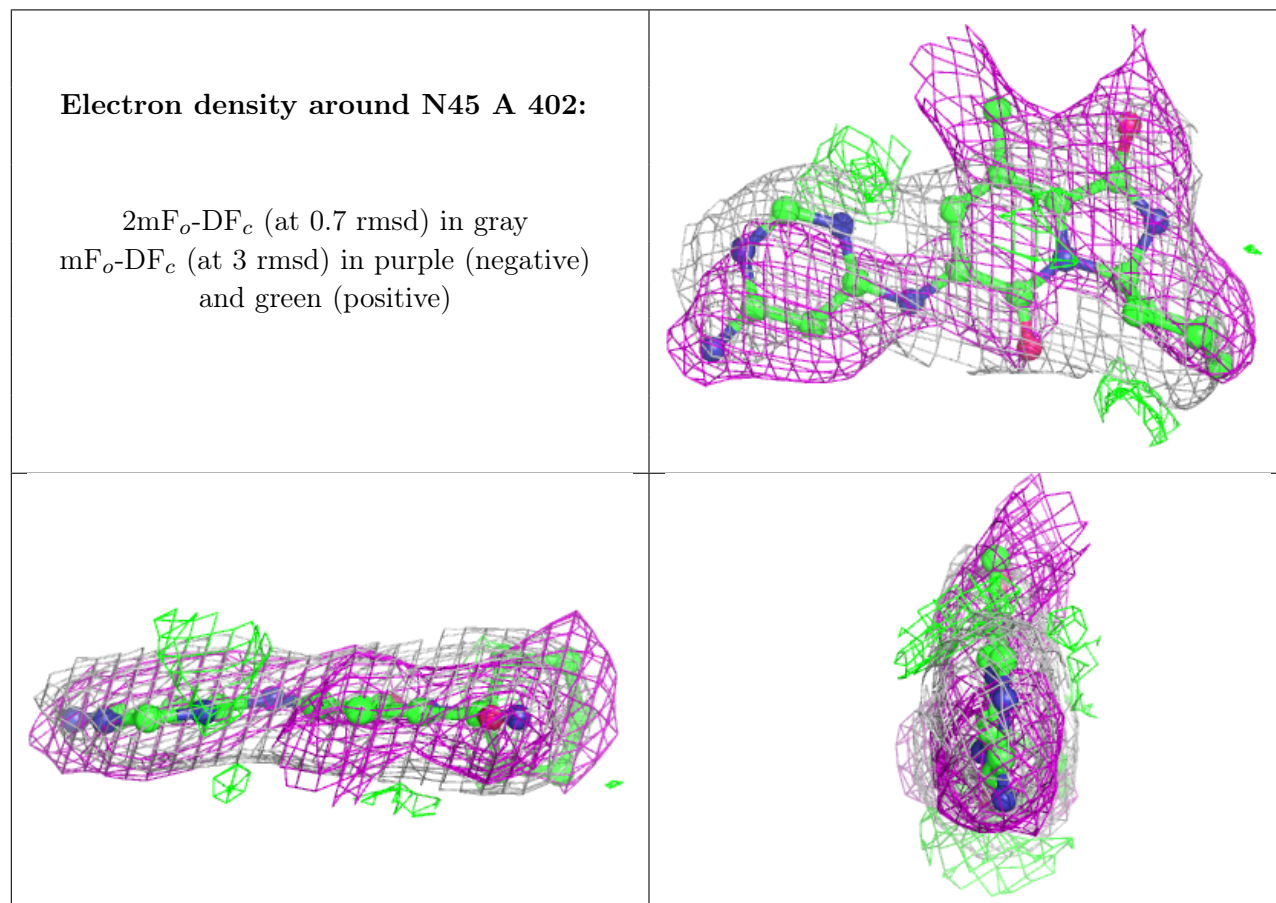 Electron density around N45 A 402:
2mFo-DFc (at 0.7 rmsd) in gray
mFo-DFc (at 3 rmsd) in purple (negative)
and green (positive)